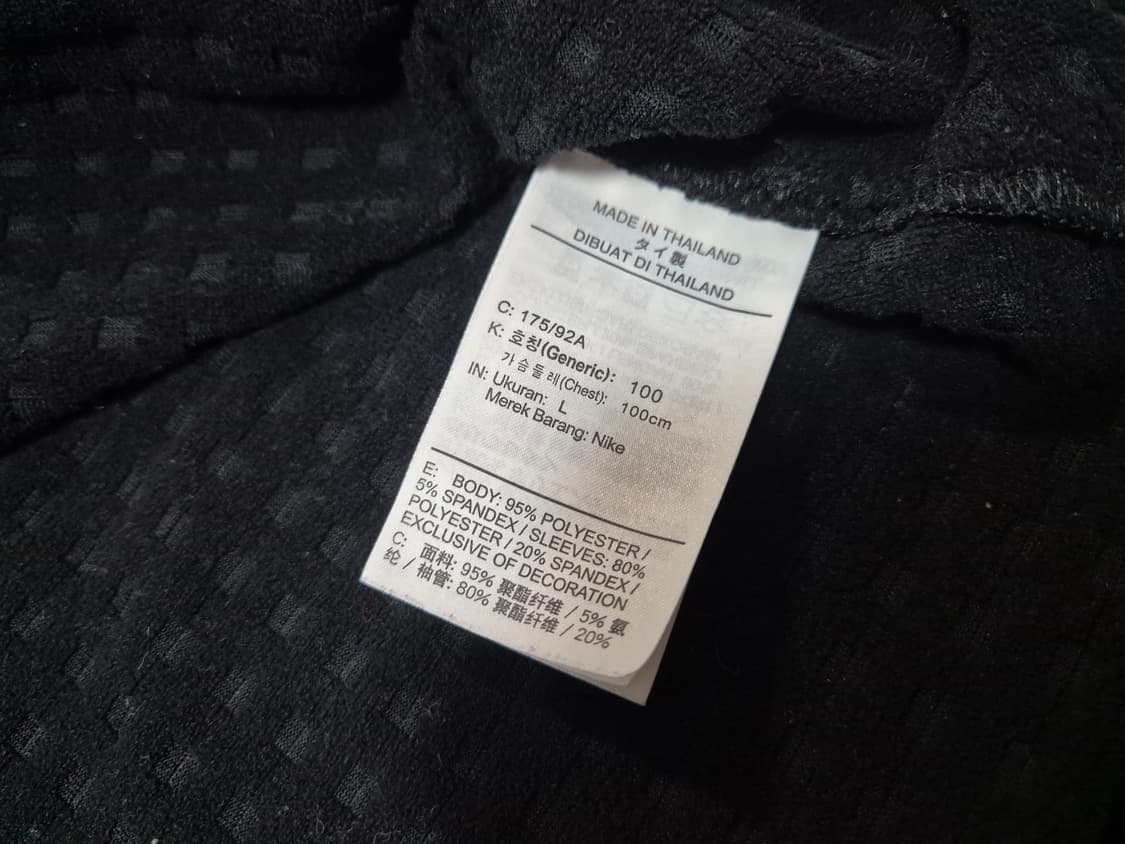 MADE IN THAILAND
タイ製
DIBUAT DI THAILAND
C: 175/92A
K: 호칭(Generic): 100
가슴둘레(Chest): 100cm
IN: Ukuran: L
Merek Barang: Nike
E: BODY: 95% POLYESTER /
5% SPANDEX / SLEEVES: 80%
POLYESTER / 20% SPANDEX /
EXCLUSIVE OF DECORATION
C: 面料: 95% 聚酯纤维 / 5% 氨
纶 / 袖管: 80% 聚酯纤维 / 20%